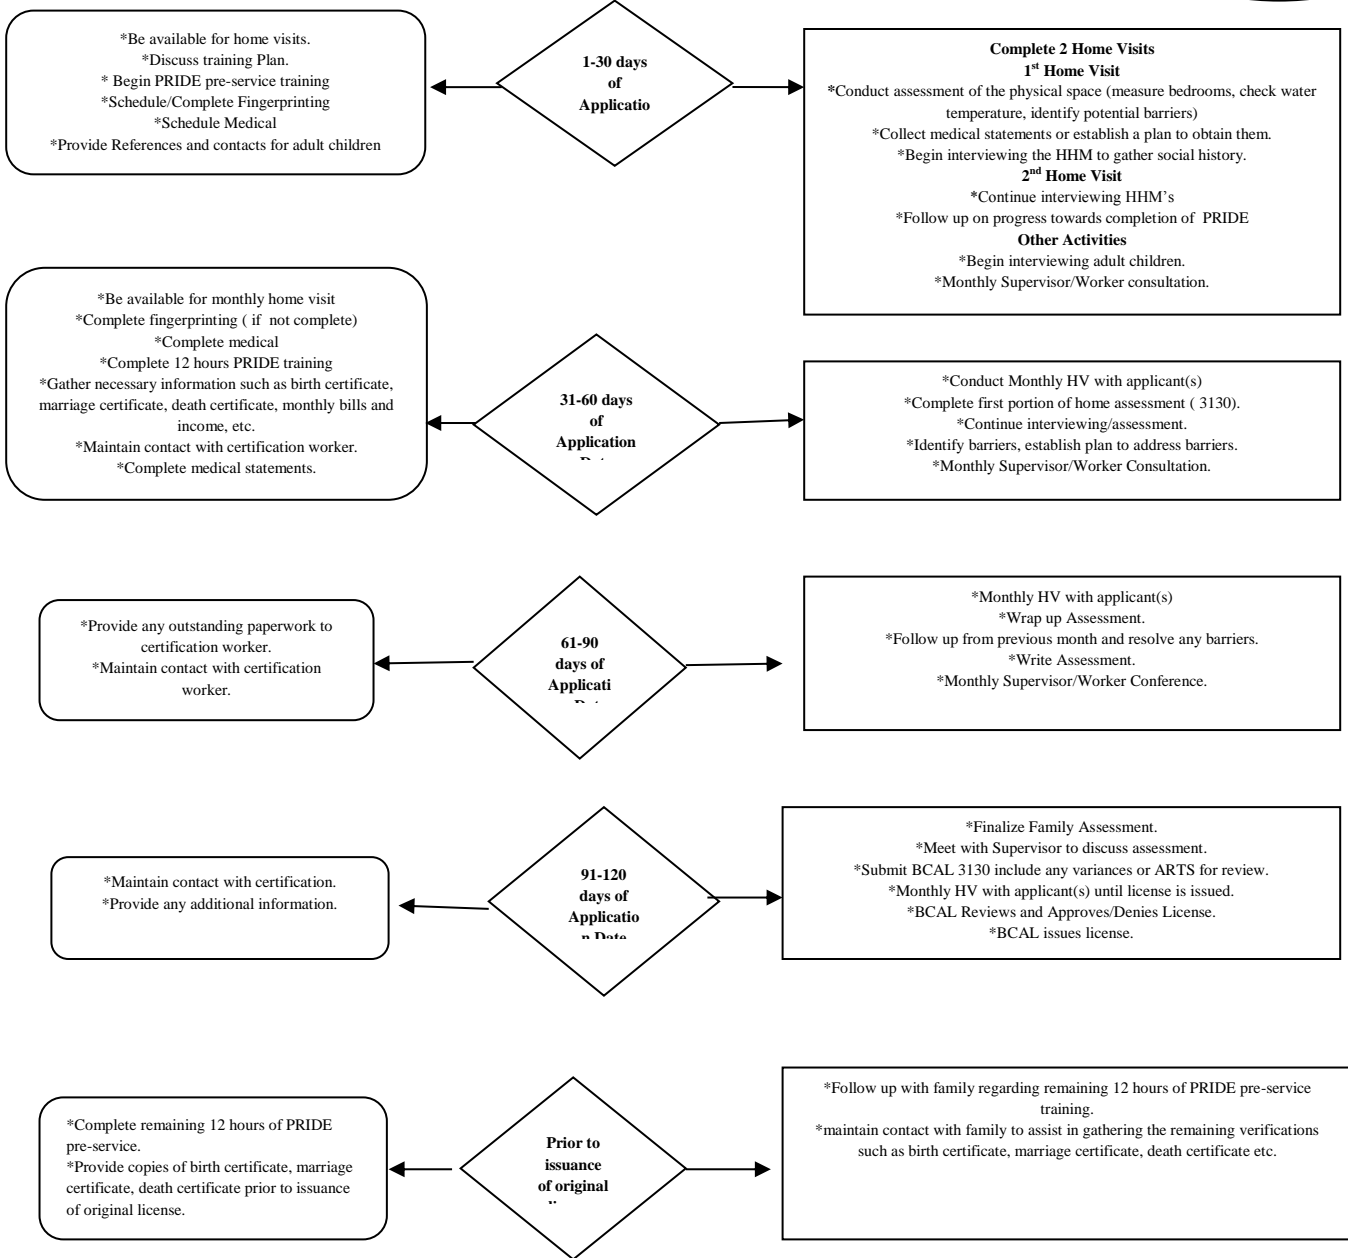 *Be available for home visits.
*Discuss training Plan.
* Begin PRIDE pre-service training
*Schedule/Complete Fingerprinting
*Schedule Medical
*Provide References and contacts for adult children
1-30 days
of
Applicatio
Complete 2 Home Visits
1st Home Visit
*Conduct assessment of the physical space (measure bedrooms, check water
temperature, identify potential barriers)
*Collect medical statements or establish a plan to obtain them.
*Begin interviewing the HHM to gather social history.
2nd Home Visit
*Continue interviewing HHM's
*Follow up on progress towards completion of PRIDE
Other Activities
*Begin interviewing adult children.
*Monthly Supervisor/Worker consultation.
*Be available for monthly home visit
*Complete fingerprinting ( if not complete)
*Complete medical
*Complete 12 hours PRIDE training
*Gather necessary information such as birth certificate,
marriage certificate, death certificate, monthly bills and
income, etc.
*Maintain contact with certification worker.
*Complete medical statements.
31-60 days
of
Application
*Conduct Monthly HV with applicant(s)
*Complete first portion of home assessment ( 3130).
*Continue interviewing/assessment.
*Identify barriers, establish plan to address barriers.
*Monthly Supervisor/Worker Consultation.
*Provide any outstanding paperwork to
certification worker.
*Maintain contact with certification
worker.
61-90
days of
Applicati
*Monthly HV with applicant(s)
*Wrap up Assessment.
*Follow up from previous month and resolve any barriers.
*Write Assessment.
*Monthly Supervisor/Worker Conference.
*Maintain contact with certification.
*Provide any additional information.
91-120
days of
Applicatio
n Date
*Finalize Family Assessment.
*Meet with Supervisor to discuss assessment.
*Submit BCAL 3130 include any variances or ARTS for review.
*Monthly HV with applicant(s) until license is issued.
*BCAL Reviews and Approves/Denies License.
*BCAL issues license.
*Complete remaining 12 hours of PRIDE
pre-service.
*Provide copies of birth certificate, marriage
certificate, death certificate prior to issuance
of original license.
Prior to
issuance
of original
*Follow up with family regarding remaining 12 hours of PRIDE pre-service
training.
*maintain contact with family to assist in gathering the remaining verifications
such as birth certificate, marriage certificate, death certificate etc.